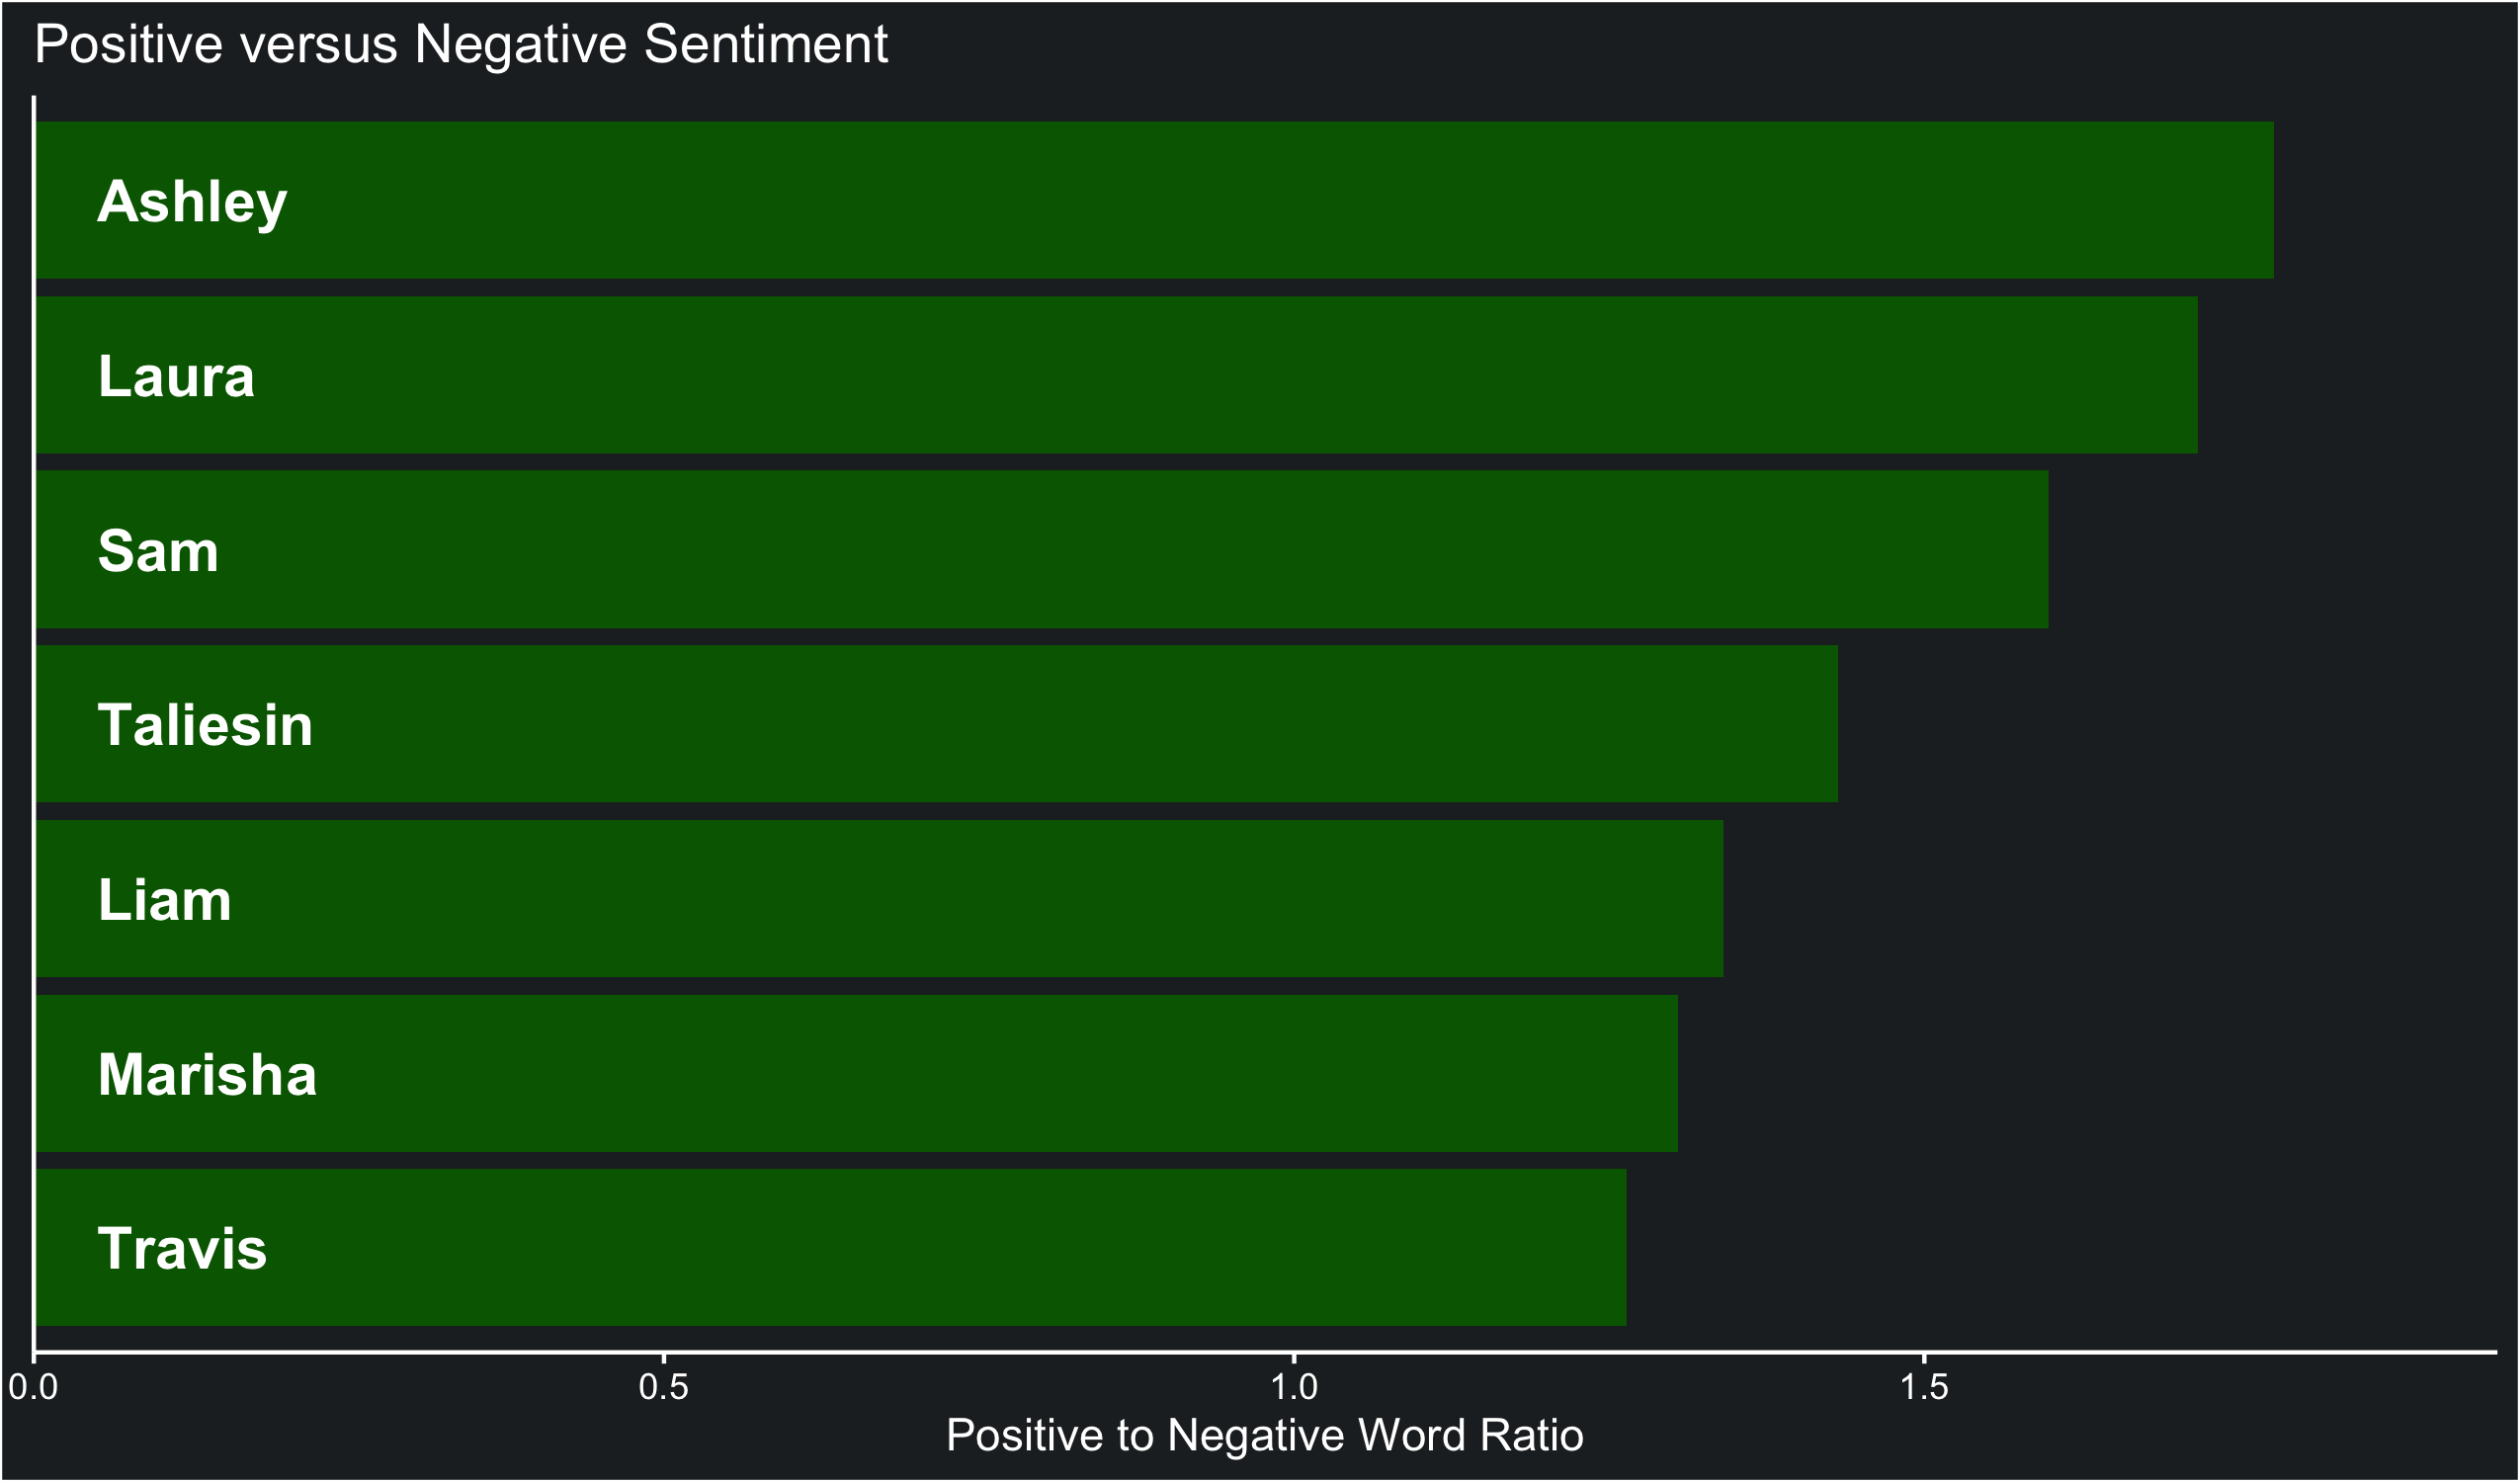 Positive versus Negative Sentiment
Ashley
Laura
Sam
Taliesin
Liam
Marisha
Travis
0.0 0.5 1.0 1.5
Positive to Negative Word Ratio